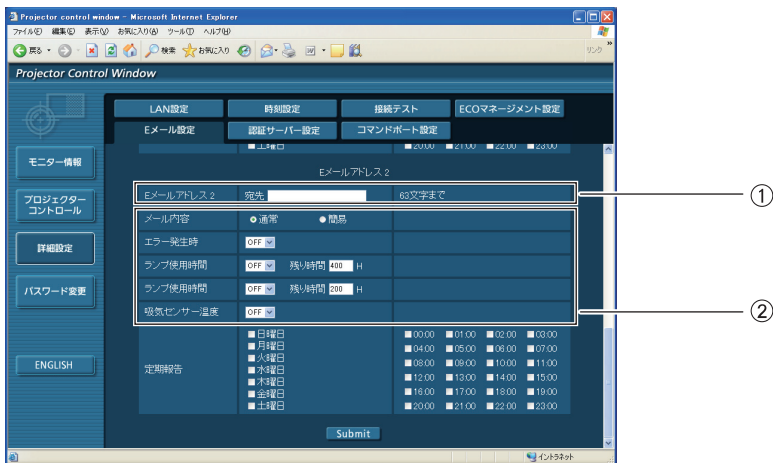 Projector control window - Microsoft Internet Explorer
ファイル(F) 編集(E) 表示(V) お気に入り(A) ツール(T) ヘルプ(H)
戻る 検索 お気に入り リンク »
Projector Control Window
LAN設定 時刻設定 接続テスト ECOマネージメント設定
Eメール設定 認証サーバー設定 コマンドポート設定
モニター情報
プロジェクターコントロール
詳細設定
パスワード変更
ENGLISH
土曜日 20:00 21:00 22:00 23:00
Eメールアドレス 2
Eメールアドレス 2 宛先 63文字まで
①
メール内容 通常 簡易
エラー発生時 OFF
ランプ使用時間 OFF 残り時間 400 H
ランプ使用時間 OFF 残り時間 200 H
吸気センサー温度 OFF
②
定期報告
日曜日
月曜日
火曜日
水曜日
木曜日
金曜日
土曜日
00:00 01:00 02:00 03:00
04:00 05:00 06:00 07:00
08:00 09:00 10:00 11:00
12:00 13:00 14:00 15:00
16:00 17:00 18:00 19:00
20:00 21:00 22:00 23:00
Submit
イントラネット